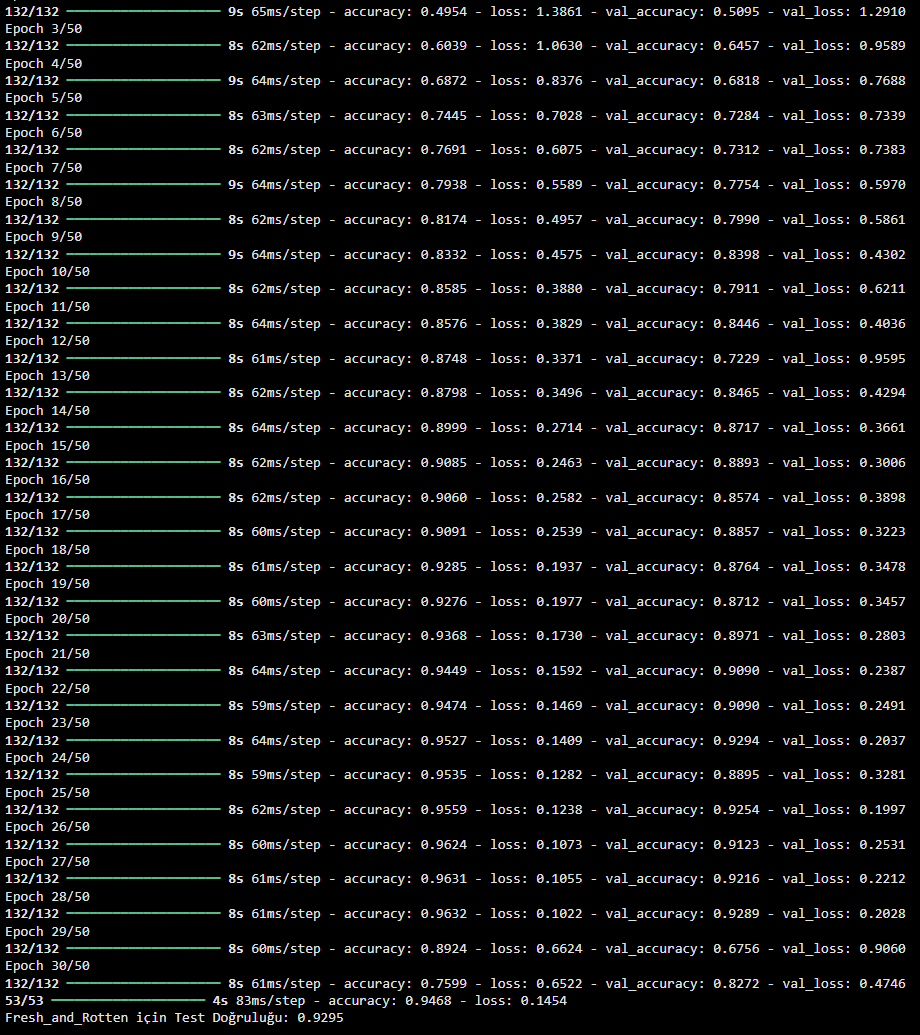 132/132 ━━━━━━━━━━━━━━━━━━━━ 9s 65ms/step - accuracy: 0.4954 - loss: 1.3861 - val_accuracy: 0.5095 - val_loss: 1.2910
Epoch 3/50
132/132 ━━━━━━━━━━━━━━━━━━━━ 8s 62ms/step - accuracy: 0.6039 - loss: 1.0630 - val_accuracy: 0.6457 - val_loss: 0.9589
Epoch 4/50
132/132 ━━━━━━━━━━━━━━━━━━━━ 9s 64ms/step - accuracy: 0.6872 - loss: 0.8376 - val_accuracy: 0.6818 - val_loss: 0.7688
Epoch 5/50
132/132 ━━━━━━━━━━━━━━━━━━━━ 8s 63ms/step - accuracy: 0.7445 - loss: 0.7028 - val_accuracy: 0.7284 - val_loss: 0.7339
Epoch 6/50
132/132 ━━━━━━━━━━━━━━━━━━━━ 8s 62ms/step - accuracy: 0.7691 - loss: 0.6075 - val_accuracy: 0.7312 - val_loss: 0.7383
Epoch 7/50
132/132 ━━━━━━━━━━━━━━━━━━━━ 9s 64ms/step - accuracy: 0.7938 - loss: 0.5589 - val_accuracy: 0.7754 - val_loss: 0.5970
Epoch 8/50
132/132 ━━━━━━━━━━━━━━━━━━━━ 8s 62ms/step - accuracy: 0.8174 - loss: 0.4957 - val_accuracy: 0.7990 - val_loss: 0.5861
Epoch 9/50
132/132 ━━━━━━━━━━━━━━━━━━━━ 9s 64ms/step - accuracy: 0.8332 - loss: 0.4575 - val_accuracy: 0.8398 - val_loss: 0.4302
Epoch 10/50
132/132 ━━━━━━━━━━━━━━━━━━━━ 8s 62ms/step - accuracy: 0.8585 - loss: 0.3880 - val_accuracy: 0.7911 - val_loss: 0.6211
Epoch 11/50
132/132 ━━━━━━━━━━━━━━━━━━━━ 8s 64ms/step - accuracy: 0.8576 - loss: 0.3829 - val_accuracy: 0.8446 - val_loss: 0.4036
Epoch 12/50
132/132 ━━━━━━━━━━━━━━━━━━━━ 8s 61ms/step - accuracy: 0.8748 - loss: 0.3371 - val_accuracy: 0.7229 - val_loss: 0.9595
Epoch 13/50
132/132 ━━━━━━━━━━━━━━━━━━━━ 8s 62ms/step - accuracy: 0.8798 - loss: 0.3496 - val_accuracy: 0.8465 - val_loss: 0.4294
Epoch 14/50
132/132 ━━━━━━━━━━━━━━━━━━━━ 8s 64ms/step - accuracy: 0.8999 - loss: 0.2714 - val_accuracy: 0.8717 - val_loss: 0.3661
Epoch 15/50
132/132 ━━━━━━━━━━━━━━━━━━━━ 8s 62ms/step - accuracy: 0.9085 - loss: 0.2463 - val_accuracy: 0.8893 - val_loss: 0.3006
Epoch 16/50
132/132 ━━━━━━━━━━━━━━━━━━━━ 8s 62ms/step - accuracy: 0.9060 - loss: 0.2582 - val_accuracy: 0.8574 - val_loss: 0.3898
Epoch 17/50
132/132 ━━━━━━━━━━━━━━━━━━━━ 8s 60ms/step - accuracy: 0.9091 - loss: 0.2539 - val_accuracy: 0.8857 - val_loss: 0.3223
Epoch 18/50
132/132 ━━━━━━━━━━━━━━━━━━━━ 8s 61ms/step - accuracy: 0.9285 - loss: 0.1937 - val_accuracy: 0.8764 - val_loss: 0.3478
Epoch 19/50
132/132 ━━━━━━━━━━━━━━━━━━━━ 8s 60ms/step - accuracy: 0.9276 - loss: 0.1977 - val_accuracy: 0.8712 - val_loss: 0.3457
Epoch 20/50
132/132 ━━━━━━━━━━━━━━━━━━━━ 8s 63ms/step - accuracy: 0.9368 - loss: 0.1730 - val_accuracy: 0.8971 - val_loss: 0.2803
Epoch 21/50
132/132 ━━━━━━━━━━━━━━━━━━━━ 8s 64ms/step - accuracy: 0.9449 - loss: 0.1592 - val_accuracy: 0.9090 - val_loss: 0.2387
Epoch 22/50
132/132 ━━━━━━━━━━━━━━━━━━━━ 8s 59ms/step - accuracy: 0.9474 - loss: 0.1469 - val_accuracy: 0.9090 - val_loss: 0.2491
Epoch 23/50
132/132 ━━━━━━━━━━━━━━━━━━━━ 8s 64ms/step - accuracy: 0.9527 - loss: 0.1409 - val_accuracy: 0.9294 - val_loss: 0.2037
Epoch 24/50
132/132 ━━━━━━━━━━━━━━━━━━━━ 8s 59ms/step - accuracy: 0.9535 - loss: 0.1282 - val_accuracy: 0.8895 - val_loss: 0.3281
Epoch 25/50
132/132 ━━━━━━━━━━━━━━━━━━━━ 8s 62ms/step - accuracy: 0.9559 - loss: 0.1238 - val_accuracy: 0.9254 - val_loss: 0.1997
Epoch 26/50
132/132 ━━━━━━━━━━━━━━━━━━━━ 8s 60ms/step - accuracy: 0.9624 - loss: 0.1073 - val_accuracy: 0.9123 - val_loss: 0.2531
Epoch 27/50
132/132 ━━━━━━━━━━━━━━━━━━━━ 8s 61ms/step - accuracy: 0.9631 - loss: 0.1055 - val_accuracy: 0.9216 - val_loss: 0.2212
Epoch 28/50
132/132 ━━━━━━━━━━━━━━━━━━━━ 8s 61ms/step - accuracy: 0.9632 - loss: 0.1022 - val_accuracy: 0.9289 - val_loss: 0.2028
Epoch 29/50
132/132 ━━━━━━━━━━━━━━━━━━━━ 8s 60ms/step - accuracy: 0.8924 - loss: 0.6624 - val_accuracy: 0.6756 - val_loss: 0.9060
Epoch 30/50
132/132 ━━━━━━━━━━━━━━━━━━━━ 8s 61ms/step - accuracy: 0.7599 - loss: 0.6522 - val_accuracy: 0.8272 - val_loss: 0.4746
53/53 ━━━━━━━━━━━━━━━━━━━━ 4s 83ms/step - accuracy: 0.9468 - loss: 0.1454
Fresh_and_Rotten için Test Doğruluğu: 0.9295